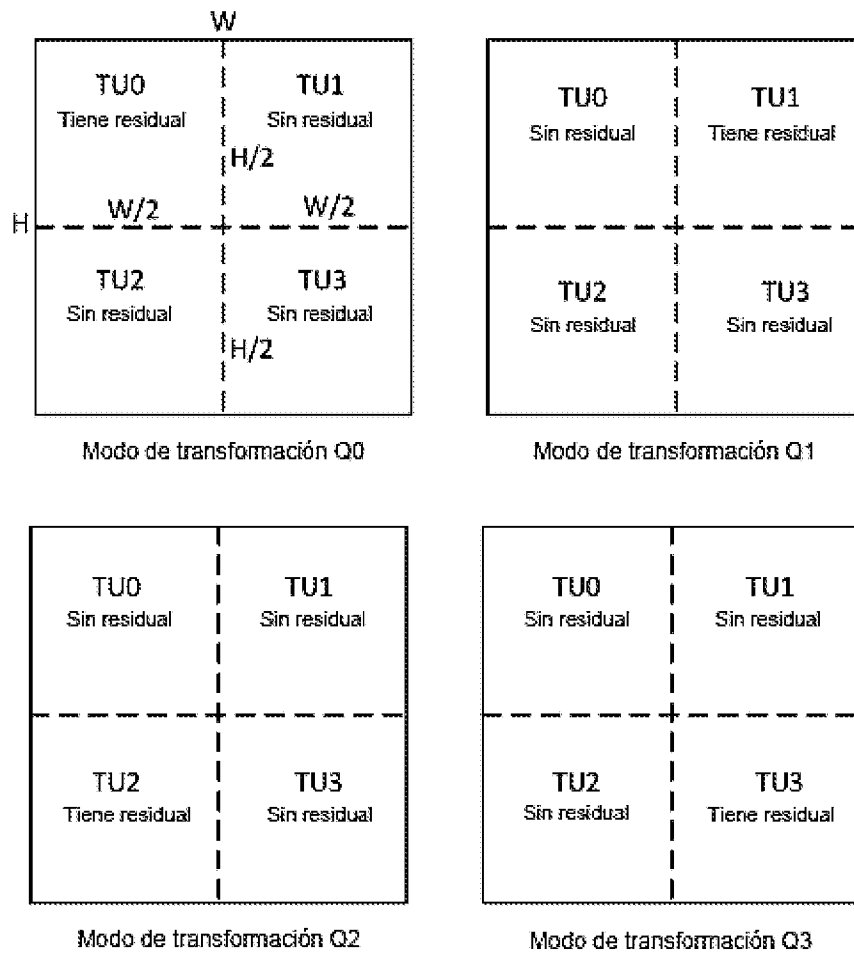 W
TU0
Tiene residual
TU1
Sin residual
H/2
H
W/2
W/2
TU2
Sin residual
TU3
Sin residual
H/2
Modo de transformación Q0
TU0
Sin residual
TU1
Tiene residual
TU2
Sin residual
TU3
Sin residual
Modo de transformación Q1
TU0
Sin residual
TU1
Sin residual
TU2
Tiene residual
TU3
Sin residual
Modo de transformación Q2
TU0
Sin residual
TU1
Sin residual
TU2
Sin residual
TU3
Tiene residual
Modo de transformación Q3